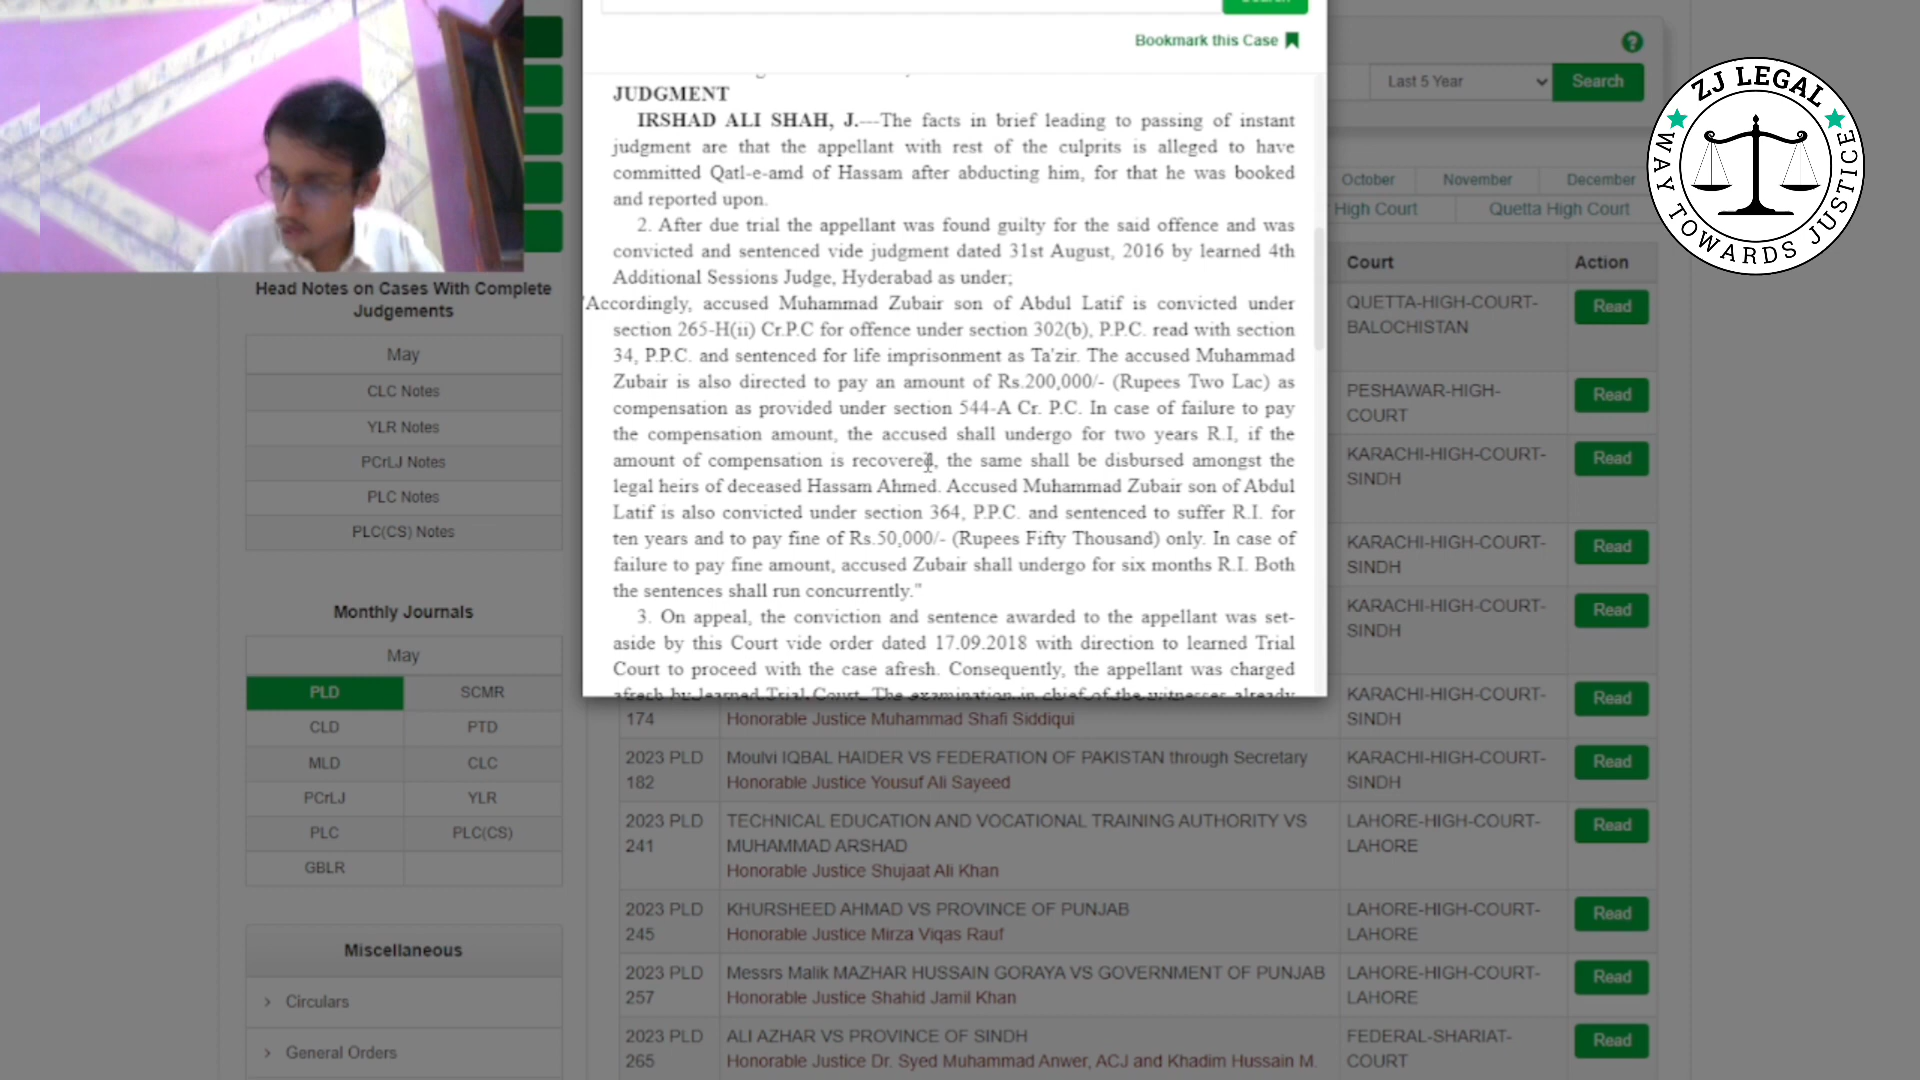 Bookmark this Case
JUDGMENT
IRSHAD ALI SHAH, J.---The facts in brief leading to passing of instant
judgment are that the appellant with rest of the culprits is alleged to have
committed Qatl-e-amd of Hassam after abducting him, for that he was booked
and reported upon.
2. After due trial the appellant was found guilty for the said offence and was
convicted and sentenced vide judgment dated 31st August, 2016 by learned 4th
Additional Sessions Judge, Hyderabad as under;
"Accordingly, accused Muhammad Zubair son of Abdul Latif is convicted under
section 265-H(ii) Cr.P.C for offence under section 302(b), P.P.C. read with section
34, P.P.C. and sentenced for life imprisonment as Ta'zir. The accused Muhammad
Zubair is also directed to pay an amount of Rs.200,000/- (Rupees Two Lac) as
compensation as provided under section 544-A Cr. P.C. In case of failure to pay
the compensation amount, the accused shall undergo for two years R.I, if the
amount of compensation is recovered, the same shall be disbursed amongst the
legal heirs of deceased Hassam Ahmed. Accused Muhammad Zubair son of Abdul
Latif is also convicted under section 364, P.P.C. and sentenced to suffer R.I. for
ten years and to pay fine of Rs.50,000/- (Rupees Fifty Thousand) only. In case of
failure to pay fine amount, accused Zubair shall undergo for six months R.I. Both
the sentences shall run concurrently."
3. On appeal, the conviction and sentence awarded to the appellant was set-
aside by this Court vide order dated 17.09.2018 with direction to learned Trial
Court to proceed with the case afresh. Consequently, the appellant was charged
afresh by learned Trial Court. The examination in chief of the witnesses already
Last 5 Year
Search
October November December
High Court Quetta High Court
ZJ LEGAL
WAY TOWARDS JUSTICE
Head Notes on Cases With Complete
Judgements
May
CLC Notes
YLR Notes
PCrLJ Notes
PLC Notes
PLC(CS) Notes
Monthly Journals
May
PLD SCMR
CLD PTD
MLD CLC
PCrLJ YLR
PLC PLC(CS)
GBLR
Miscellaneous
Circulars
General Orders
Court Action
QUETTA-HIGH-COURT-
BALOCHISTAN
Read
PESHAWAR-HIGH-
COURT
Read
KARACHI-HIGH-COURT-
SINDH
Read
KARACHI-HIGH-COURT-
SINDH
Read
KARACHI-HIGH-COURT-
SINDH
Read
174
Honorable Justice Muhammad Shafi Siddiqui
KARACHI-HIGH-COURT-
SINDH
Read
2023 PLD
182
Moulvi IQBAL HAIDER VS FEDERATION OF PAKISTAN through Secretary
Honorable Justice Yousuf Ali Sayeed
KARACHI-HIGH-COURT-
SINDH
Read
2023 PLD
241
TECHNICAL EDUCATION AND VOCATIONAL TRAINING AUTHORITY VS
MUHAMMAD ARSHAD
Honorable Justice Shujaat Ali Khan
LAHORE-HIGH-COURT-
LAHORE
Read
2023 PLD
245
KHURSHEED AHMAD VS PROVINCE OF PUNJAB
Honorable Justice Mirza Viqas Rauf
LAHORE-HIGH-COURT-
LAHORE
Read
2023 PLD
257
Messrs Malik MAZHAR HUSSAIN GORAYA VS GOVERNMENT OF PUNJAB
Honorable Justice Shahid Jamil Khan
LAHORE-HIGH-COURT-
LAHORE
Read
2023 PLD
265
ALI AZHAR VS PROVINCE OF SINDH
Honorable Justice Dr. Syed Muhammad Anwer, ACJ and Khadim Hussain M.
FEDERAL-SHARIAT-
COURT
Read